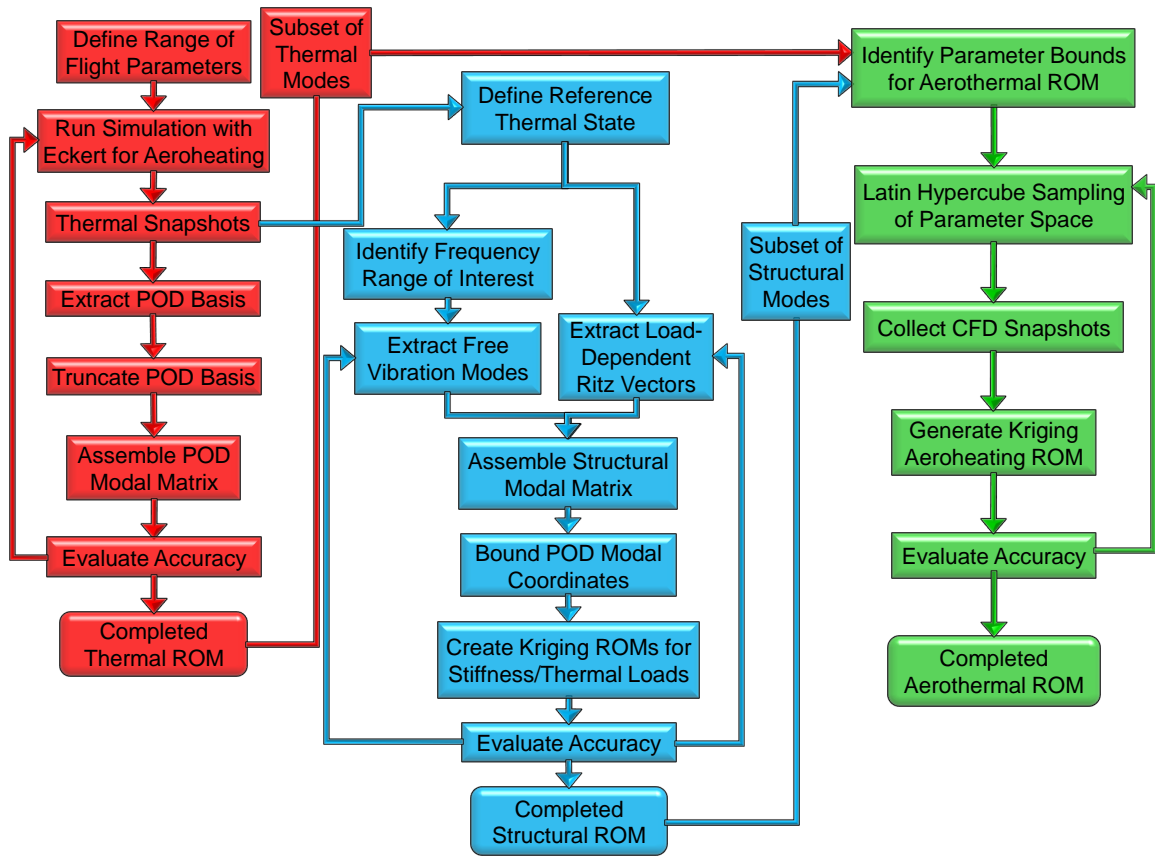 Define Range of
Flight Parameters
Run Simulation with
Eckert for Aeroheating
Thermal Snapshots
Extract POD Basis
Truncate POD Basis
Assemble POD
Modal Matrix
Evaluate Accuracy
Completed
Thermal ROM
Subset of
Thermal
Modes
Define Reference
Thermal State
Identify Frequency
Range of Interest
Extract Free
Vibration Modes
Extract Load-
Dependent
Ritz Vectors
Assemble Structural
Modal Matrix
Bound POD Modal
Coordinates
Create Kriging ROMs for
Stiffness/Thermal Loads
Evaluate Accuracy
Completed
Structural ROM
Subset of
Structural
Modes
Identify Parameter Bounds
for Aerothermal ROM
Latin Hypercube Sampling
of Parameter Space
Collect CFD Snapshots
Generate Kriging
Aeroheating ROM
Evaluate Accuracy
Completed
Aerothermal ROM